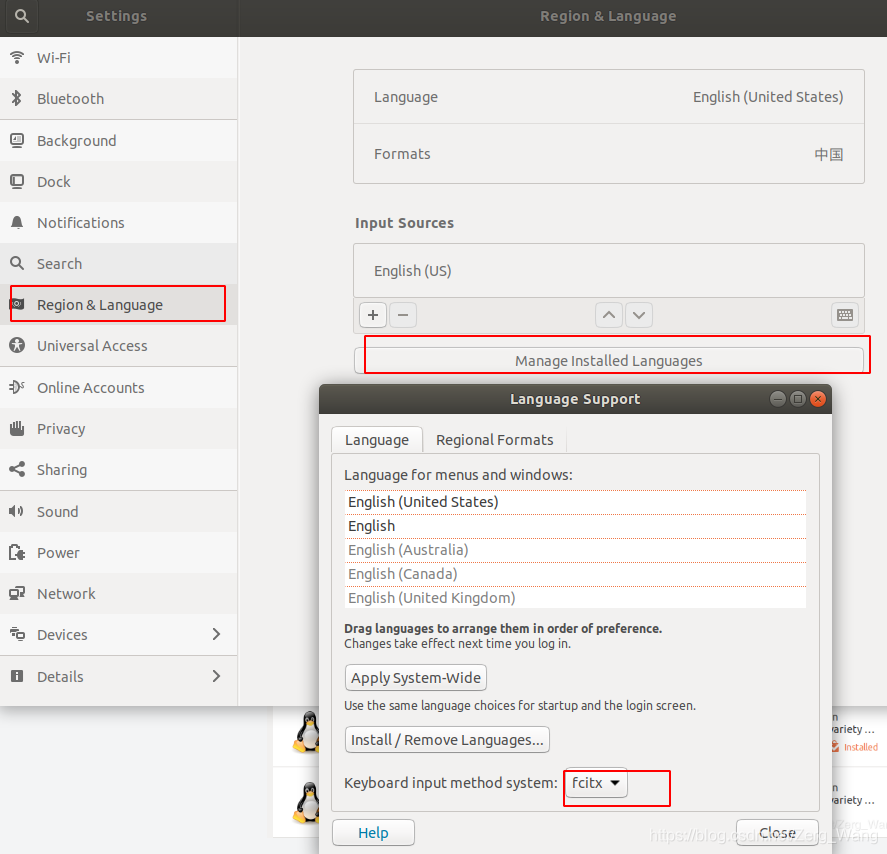 Settings
Region & Language
Wi-Fi
Bluetooth
Background
Dock
Notifications
Search
Region & Language
Universal Access
Online Accounts
Privacy
Sharing
Sound
Power
Network
Devices
Details
Language English (United States)
Formats 中国
Input Sources
English (US)
Manage Installed Languages
Language Support
Language Regional Formats
Language for menus and windows:
English (United States)
English
English (Australia)
English (Canada)
English (United Kingdom)
Drag languages to arrange them in order of preference.
Changes take effect next time you log in.
Apply System-Wide
Use the same language choices for startup and the login screen.
Install / Remove Languages...
Keyboard input method system: fcitx
Help Close
variety ...
Installed
variety ...
https://blog.csdn.net/Zerg_Wang